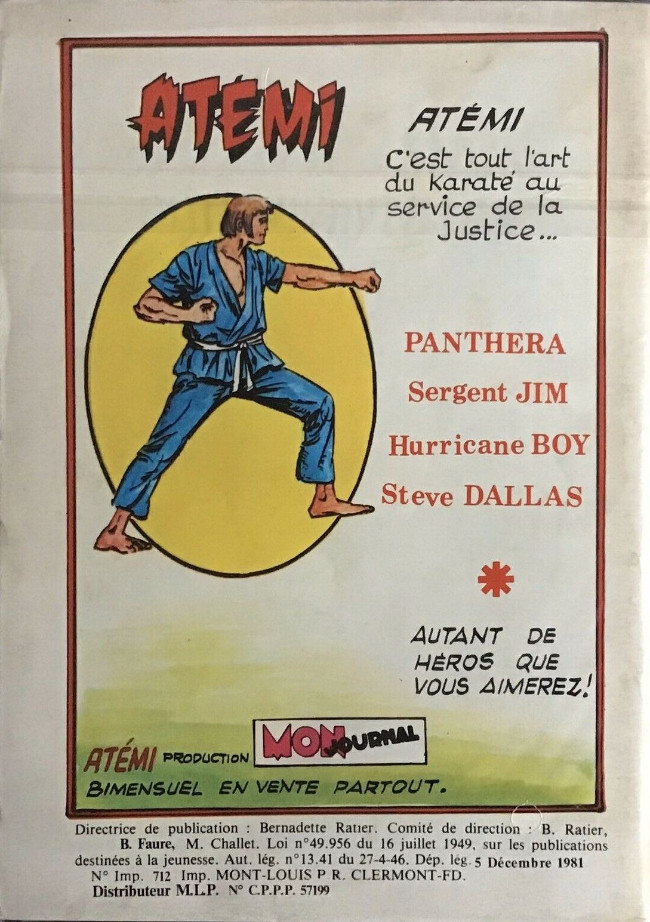 ATÉMI
ATÉMI
C'est tout l'art
du Karaté au
service de la
Justice...
PANTHERA
Sergent JIM
Hurricane BOY
Steve DALLAS
*
AUTANT DE
HÉROS QUE
VOUS AIMEREZ!
ATÉMI PRODUCTION MON JOURNAL
BIMENSUEL EN VENTE PARTOUT.
Directrice de publication : Bernadette Ratier. Comité de direction : B. Ratier,
B. Faure, M. Challet. Loi n°49.956 du 16 juillet 1949, sur les publications
destinées à la jeunesse. Aut. lég. n°13.41 du 27-4-46. Dép. lég. 5 Décembre 1981
N° Imp. 712 Imp. MONT-LOUIS P R. CLERMONT-FD.
Distributeur M.L.P. N° C.P.P.P. 57199